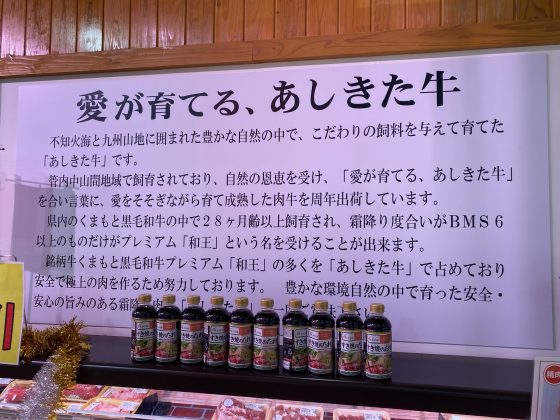 愛が育てる、あしきた牛
不知火海と九州山地に囲まれた豊かな自然の中で、こだわりの飼料を与えて育てた
「あしきた牛」です。
管内中山間地域で飼育されており、自然の恩恵を受け、「愛が育てる、あしきた牛」
を合い言葉に、愛をそそぎながら育て成熟した肉牛を周年出荷しています。
県内のくまもと黒毛和牛の中で28ヶ月齢以上飼育され、霜降り度合いがBMS6
以上のものだけがプレミアム「和王」という名を受けることが出来ます。
銘柄牛くまもと黒毛和牛プレミアム「和王」の多くを「あしきた牛」で占めており
安全で極上の肉を作るため努力しております。 豊かな環境自然の中で育った安全・
安心の旨みのある霜降
すき焼のたれ
精肉